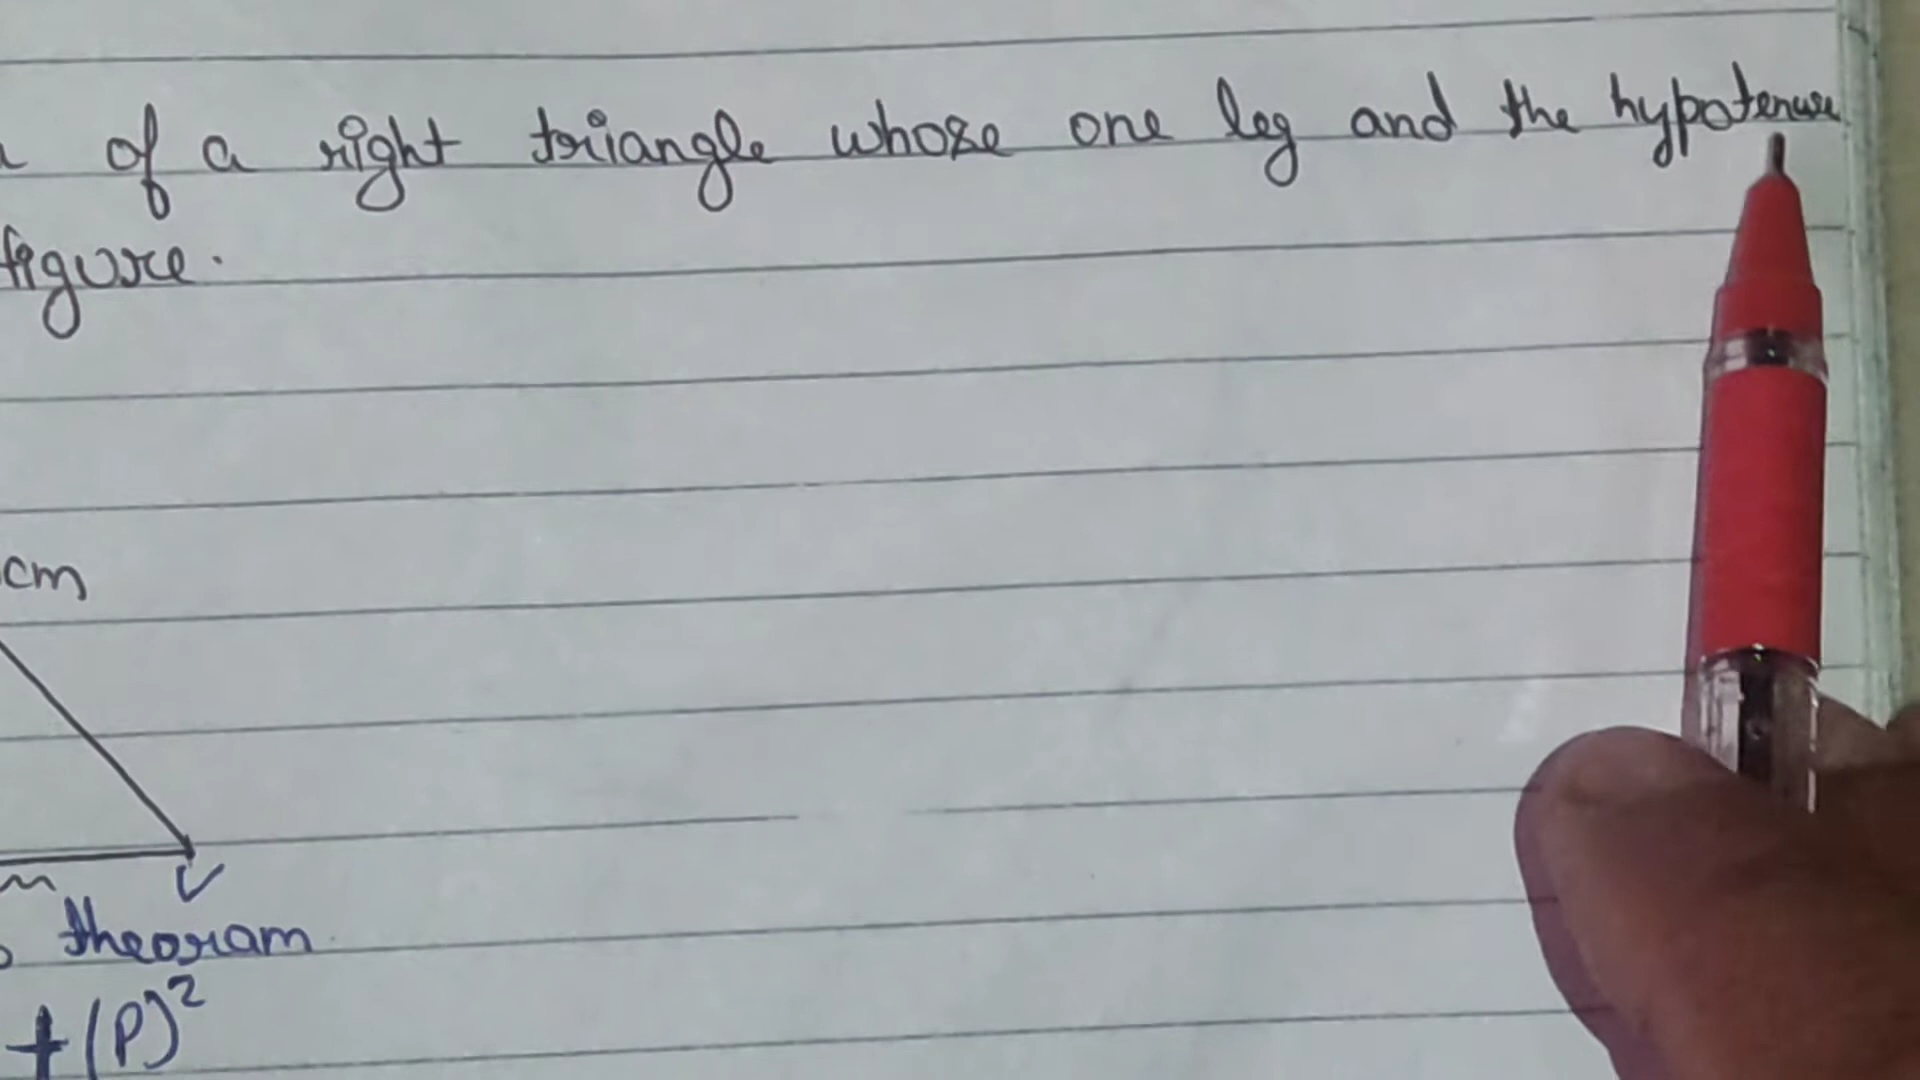 of a right triangle whose one leg and the hypotenuse
figure.
cm
theoram
+(P)²